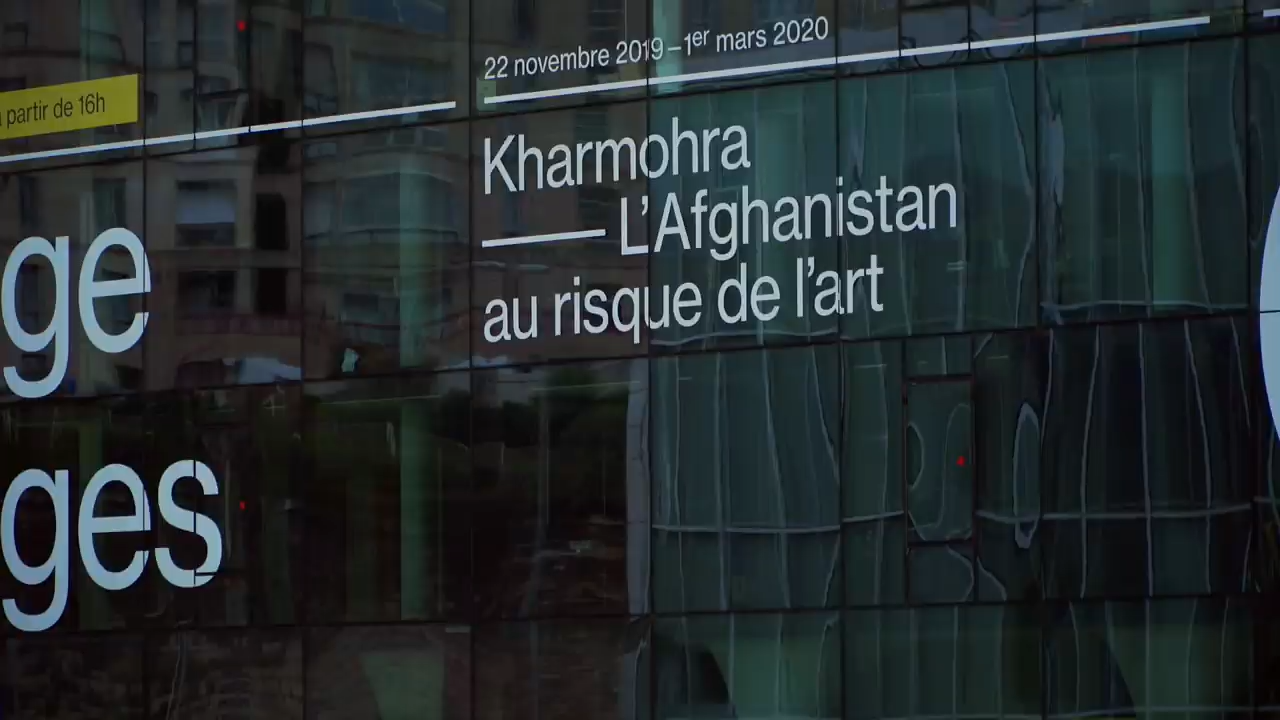 à partir de 16h
ge
ges
22 novembre 2019 – 1er mars 2020
Kharmohra
— L'Afghanistan
au risque de l'art